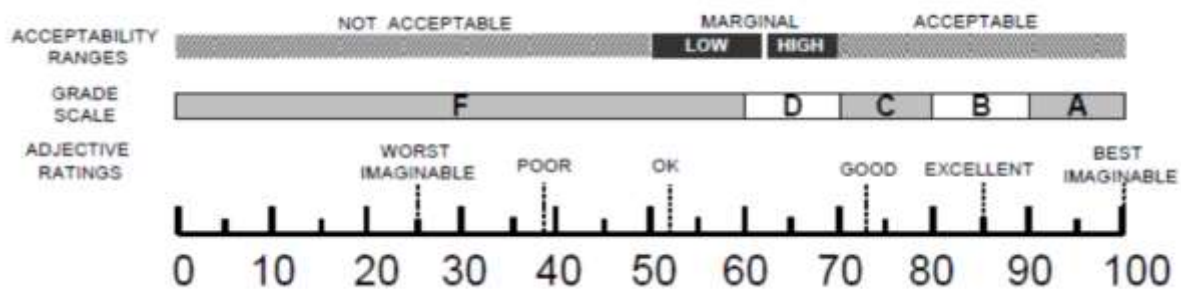 NOT ACCEPTABLE MARGINAL ACCEPTABLE
ACCEPTABILITY RANGES LOW HIGH
GRADE SCALE F D C B A
ADJECTIVE RATINGS WORST IMAGINABLE POOR OK GOOD EXCELLENT BEST IMAGINABLE
0 10 20 30 40 50 60 70 80 90 100